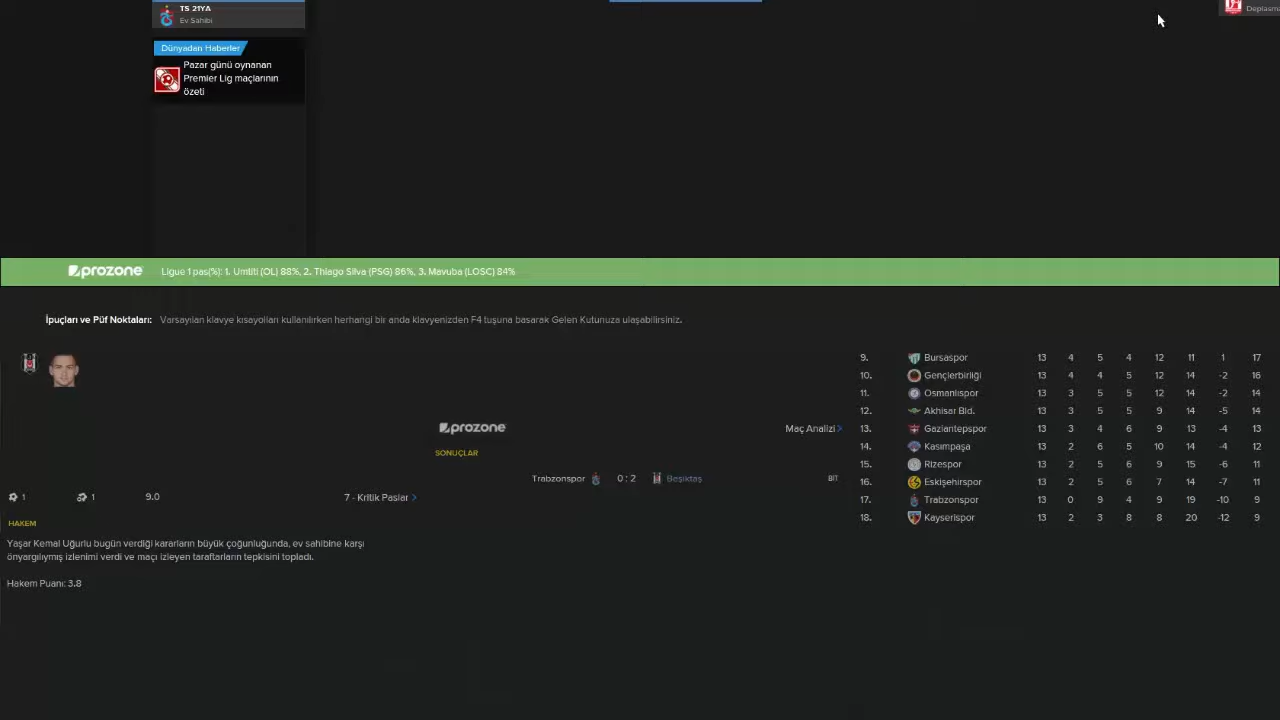 TS 21YA
Ev Sahibi
Deplasma
Dünyadan Haberler
Pazar günü oynanan
Premier Lig maçlarının
özeti
prozone Ligue 1 pas(%): 1. Umtiti (OL) 88%, 2. Thiago Silva (PSG) 86%, 3. Mavuba (LOSC) 84%
İpuçları ve Püf Noktaları: Varsayılan klavye kısayolları kullanılırken herhangi bir anda klavyenizden F4 tuşuna basarak Gelen Kutunuza ulaşabilirsiniz.
prozone
Maç Analizi >
SONUÇLAR
Trabzonspor 0 : 2 Beşiktaş BİT
1 1 9.0 7 - Kritik Paslar >
HAKEM
Yaşar Kemal Uğurlu bugün verdiği kararların büyük çoğunluğunda, ev sahibine karşı
önyargılıymış izlenimi verdi ve maçı izleyen taraftarların tepkisini topladı.
Hakem Puanı: 3.8
9. Bursaspor 13 4 5 4 12 11 1 17
10. Gençlerbirliği 13 4 4 5 12 14 -2 16
11. Osmanlıspor 13 3 5 5 12 14 -2 14
12. Akhisar Bld. 13 3 5 5 9 14 -5 14
13. Gaziantepspor 13 3 4 6 9 13 -4 13
14. Kasımpaşa 13 2 6 5 10 14 -4 12
15. Rizespor 13 2 5 6 9 15 -6 11
16. Eskişehirspor 13 2 5 6 7 14 -7 11
17. Trabzonspor 13 0 9 4 9 19 -10 9
18. Kayserispor 13 2 3 8 8 20 -12 9